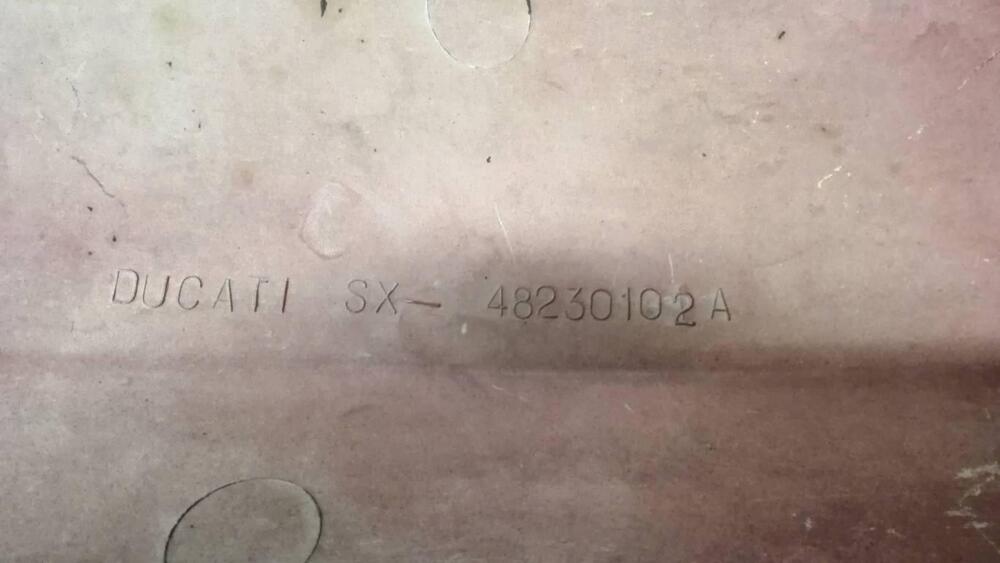 DUCATI SX- 48230102A